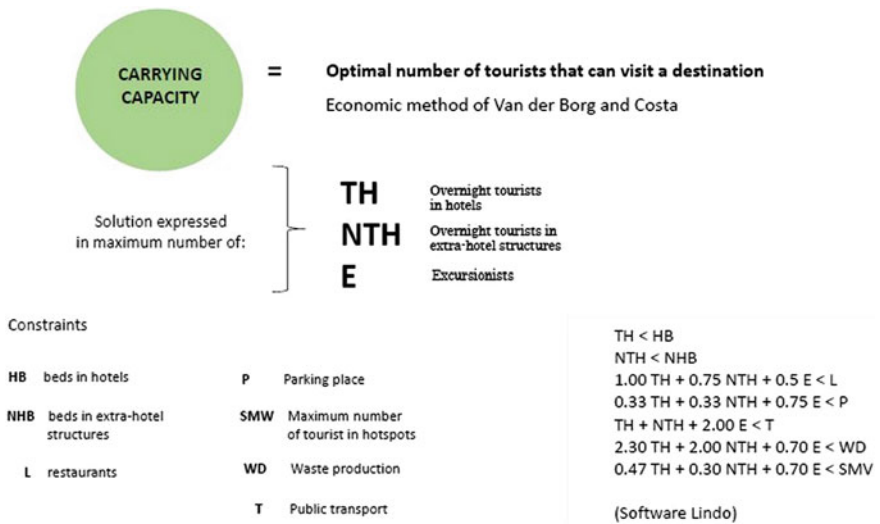 CARRYING
CAPACITY
=
Optimal number of tourists that can visit a destination
Economic method of Van der Borg and Costa
Solution expressed
in maximum number of:
TH Overnight tourists
in hotels
NTH Overnight tourists in
extra-hotel structures
E Excursionists
Constraints
HB beds in hotels
NHB beds in extra-hotel
structures
L restaurants
P Parking place
SMW Maximum number
of tourist in hotspots
WD Waste production
T Public transport
TH < HB
NTH < NHB
1.00 TH + 0.75 NTH + 0.5 E < L
0.33 TH + 0.33 NTH + 0.75 E < P
TH + NTH + 2.00 E < T
2.30 TH + 2.00 NTH + 0.70 E < WD
0.47 TH + 0.30 NTH + 0.70 E < SMV
(Software Lindo)